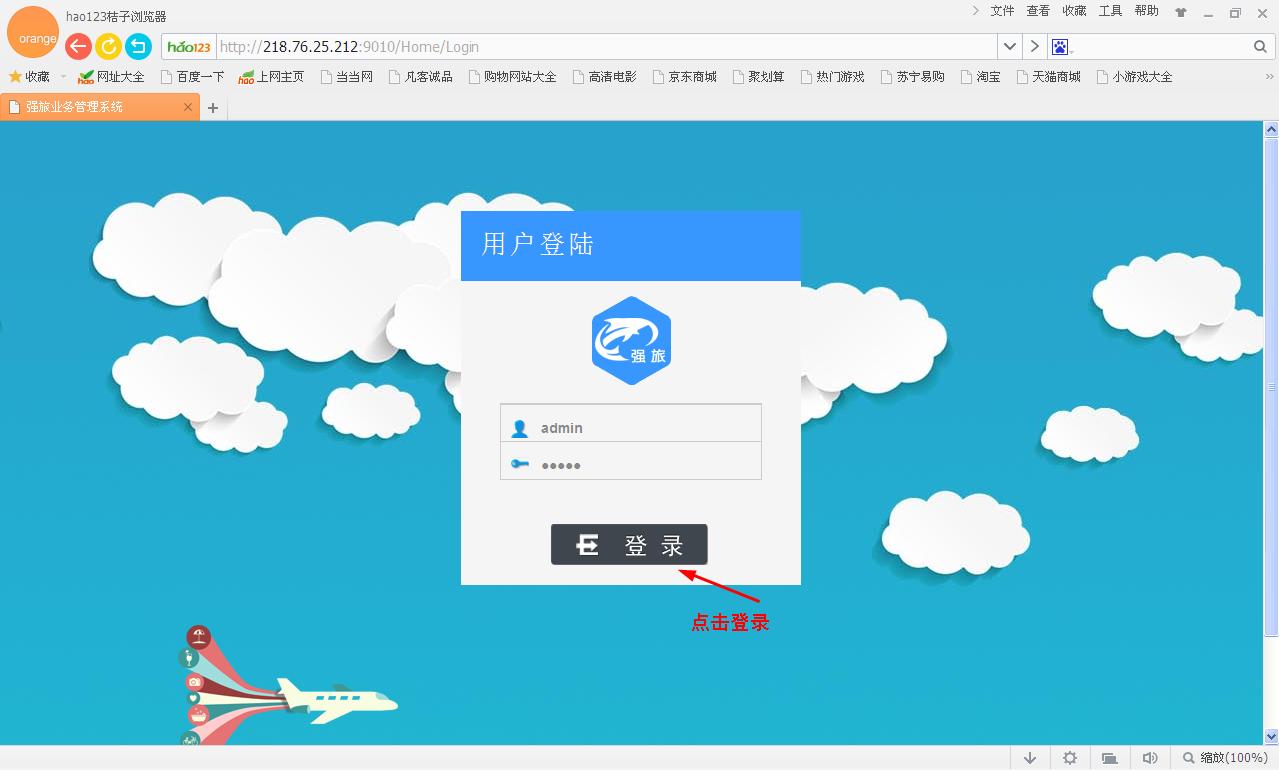 hao123桔子浏览器
文件 查看 收藏 工具 帮助
orange
hao123 http://218.76.25.212:9010/Home/Login
收藏 hao 网址大全 百度一下 hao 上网主页 当当网 凡客诚品 购物网站大全 高清电影 京东商城 聚划算 热门游戏 苏宁易购 淘宝 天猫商城 小游戏大全
强旅业务管理系统
用户登陆
强旅
admin
●●●●●
登 录
点击登录
缩放(100%)